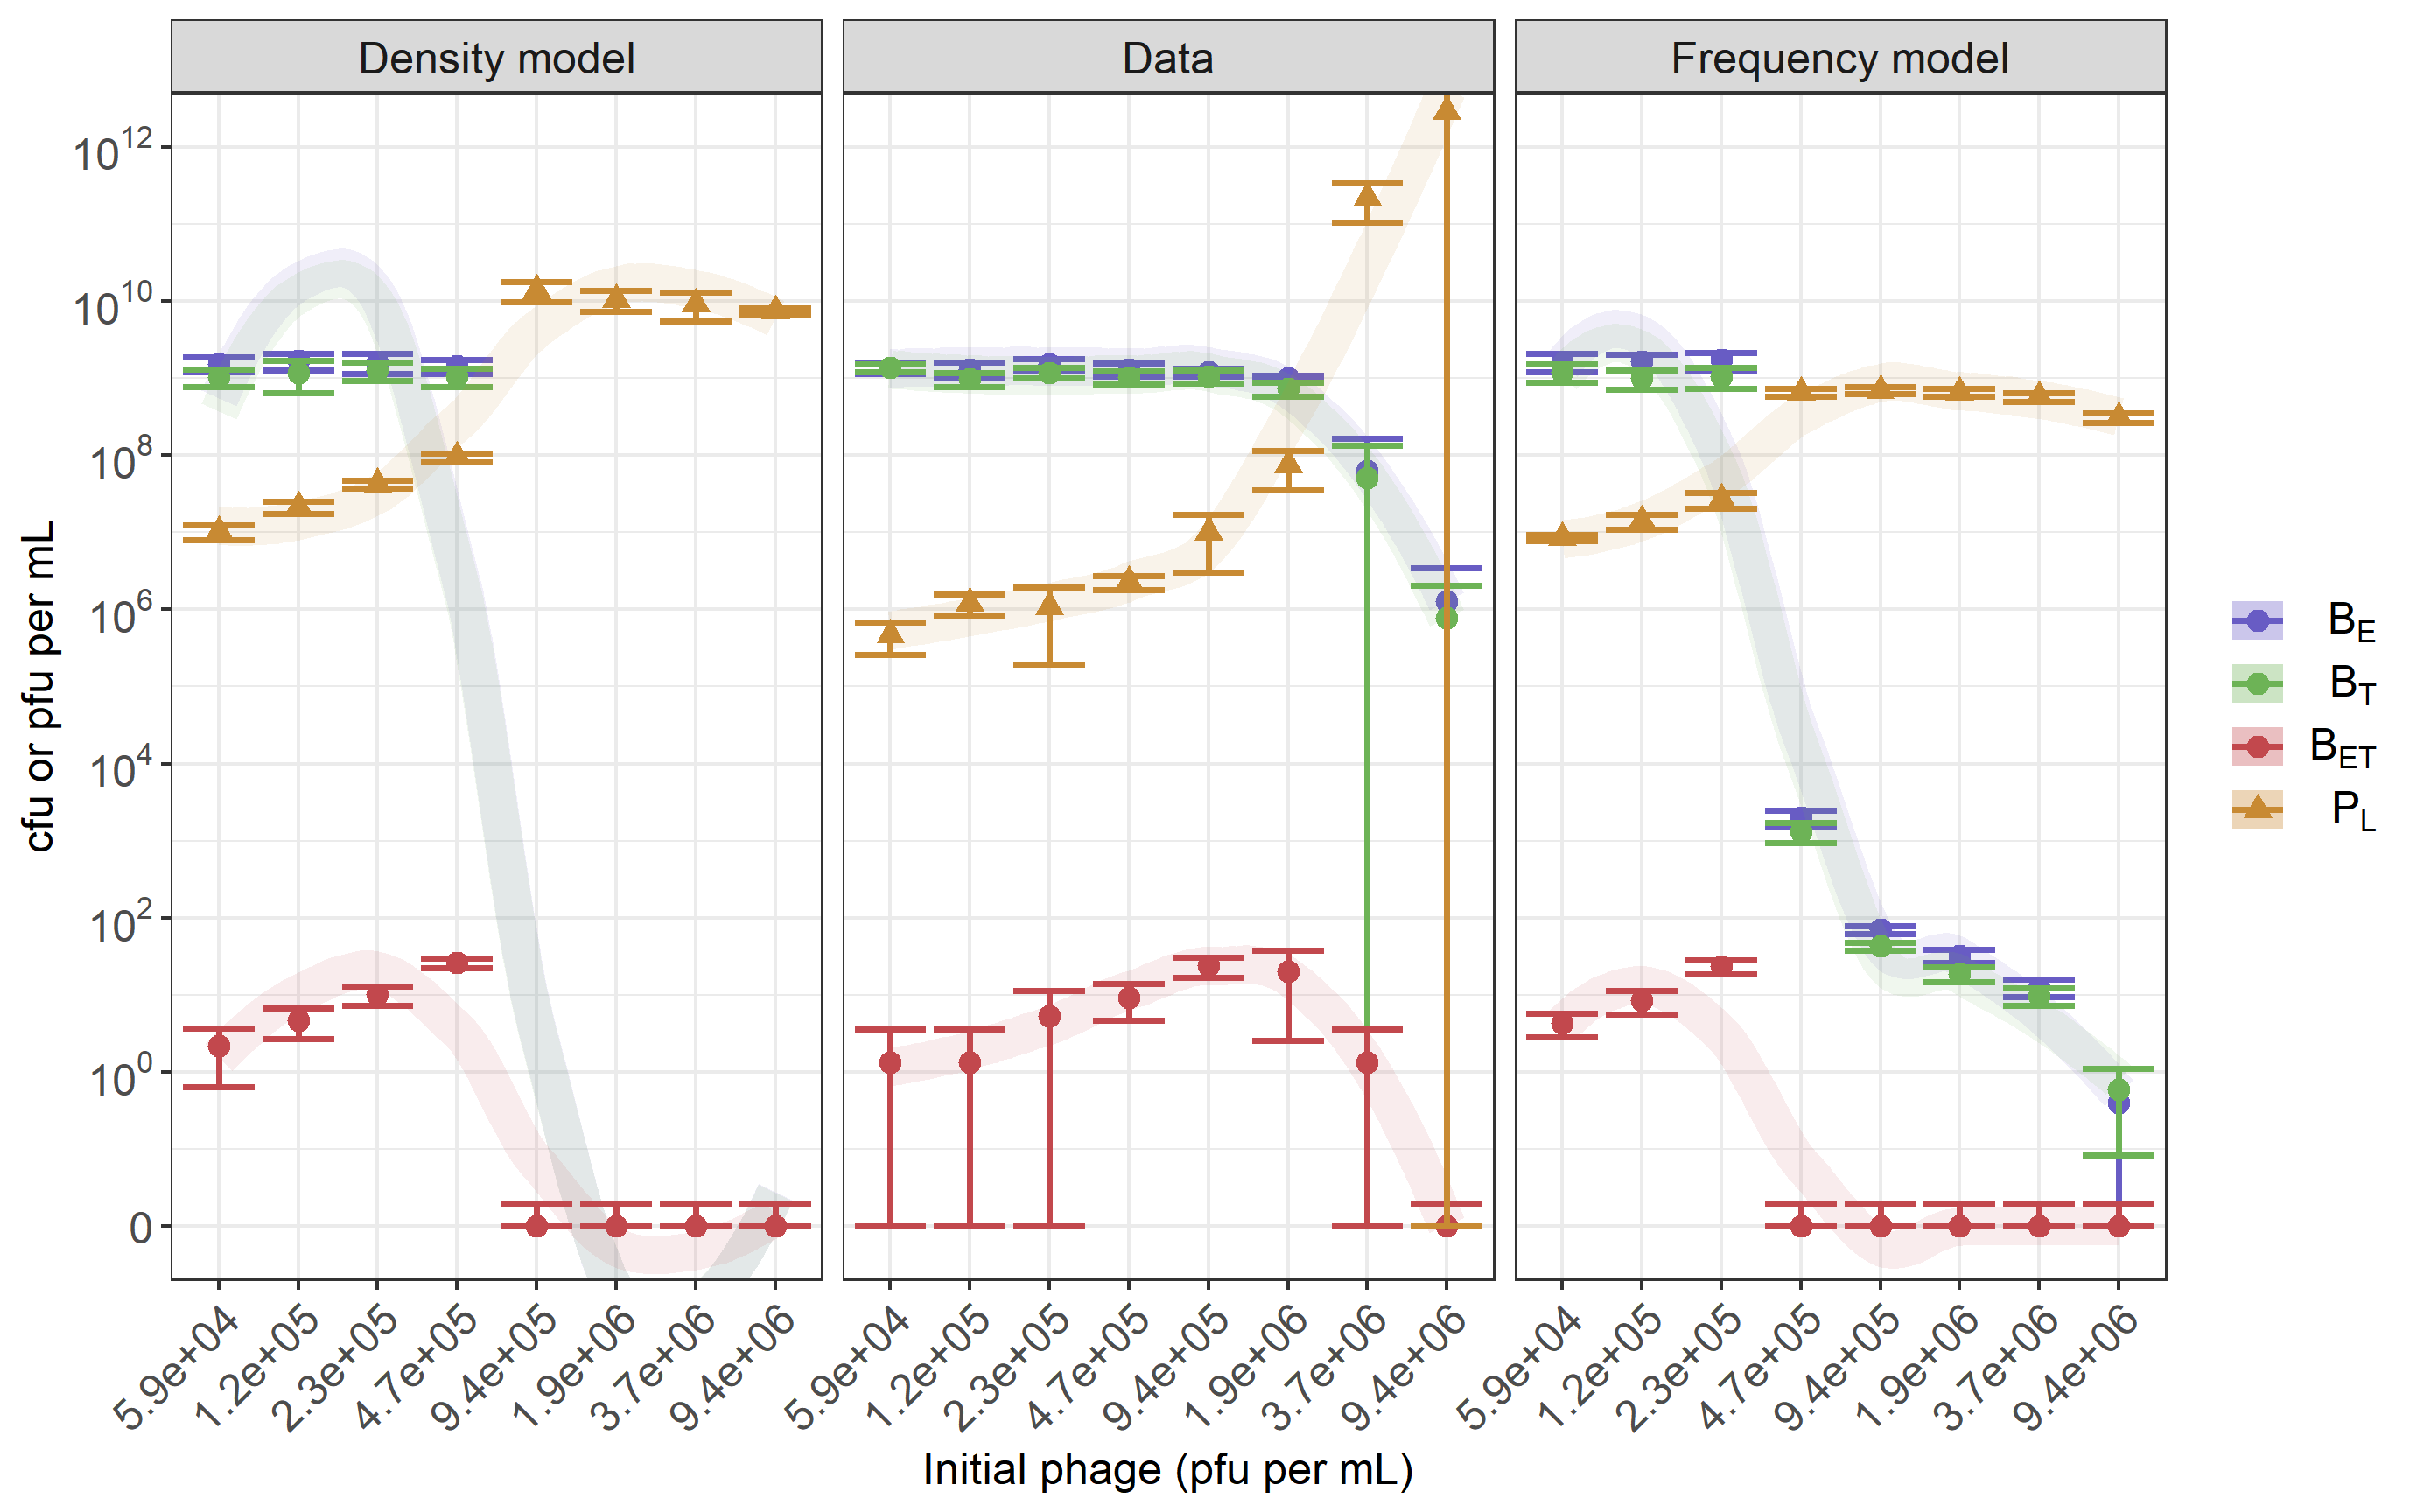 Density model
Data
Frequency model
cfu or pfu per mL
10^12
10^10
10^8
10^6
10^4
10^2
10^0
0
5.9e+04 1.2e+05 2.3e+05 4.7e+05 9.4e+05 1.9e+06 3.7e+06 9.4e+06
5.9e+04 1.2e+05 2.3e+05 4.7e+05 9.4e+05 1.9e+06 3.7e+06 9.4e+06
5.9e+04 1.2e+05 2.3e+05 4.7e+05 9.4e+05 1.9e+06 3.7e+06 9.4e+06
Initial phage (pfu per mL)
B_E
B_T
B_ET
P_L